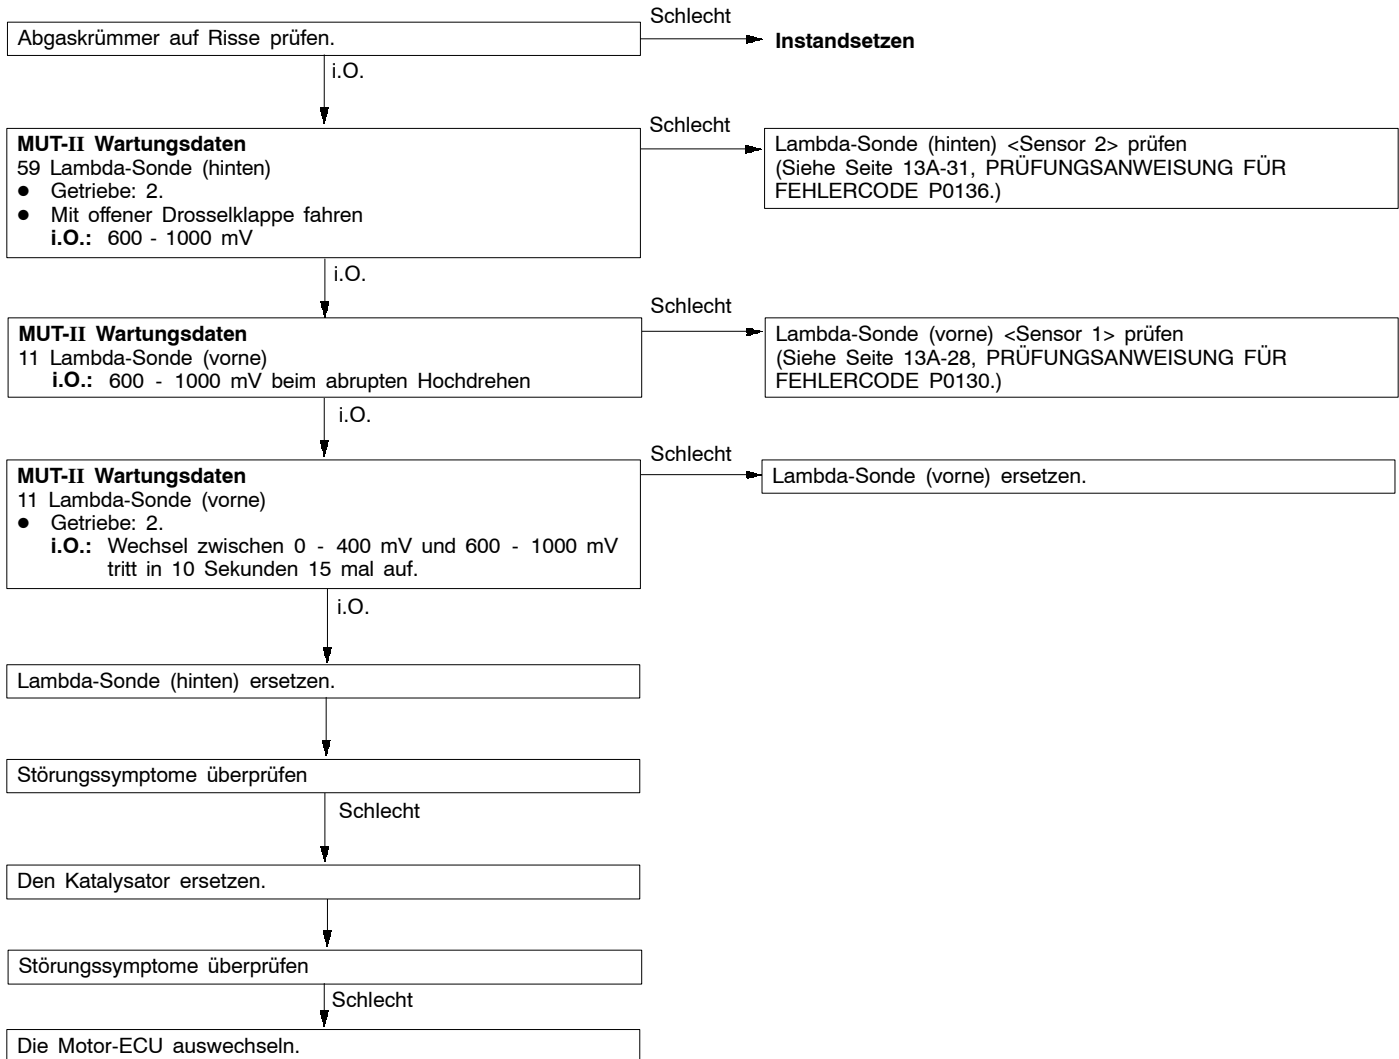 Schlecht
Abgaskrümmer auf Risse prüfen.
Instandsetzen
i.O.
MUT-II Wartungsdaten
59 Lambda-Sonde (hinten)
● Getriebe: 2.
● Mit offener Drosselklappe fahren
i.O.: 600 - 1000 mV
Schlecht
Lambda-Sonde (hinten) <Sensor 2> prüfen
(Siehe Seite 13A-31, PRÜFUNGSANWEISUNG FÜR
FEHLERCODE P0136.)
i.O.
MUT-II Wartungsdaten
11 Lambda-Sonde (vorne)
i.O.: 600 - 1000 mV beim abrupten Hochdrehen
Schlecht
Lambda-Sonde (vorne) <Sensor 1> prüfen
(Siehe Seite 13A-28, PRÜFUNGSANWEISUNG FÜR
FEHLERCODE P0130.)
i.O.
MUT-II Wartungsdaten
11 Lambda-Sonde (vorne)
● Getriebe: 2.
i.O.: Wechsel zwischen 0 - 400 mV und 600 - 1000 mV
tritt in 10 Sekunden 15 mal auf.
Schlecht
Lambda-Sonde (vorne) ersetzen.
i.O.
Lambda-Sonde (hinten) ersetzen.
Störungssymptome überprüfen
Schlecht
Den Katalysator ersetzen.
Störungssymptome überprüfen
Schlecht
Die Motor-ECU auswechseln.